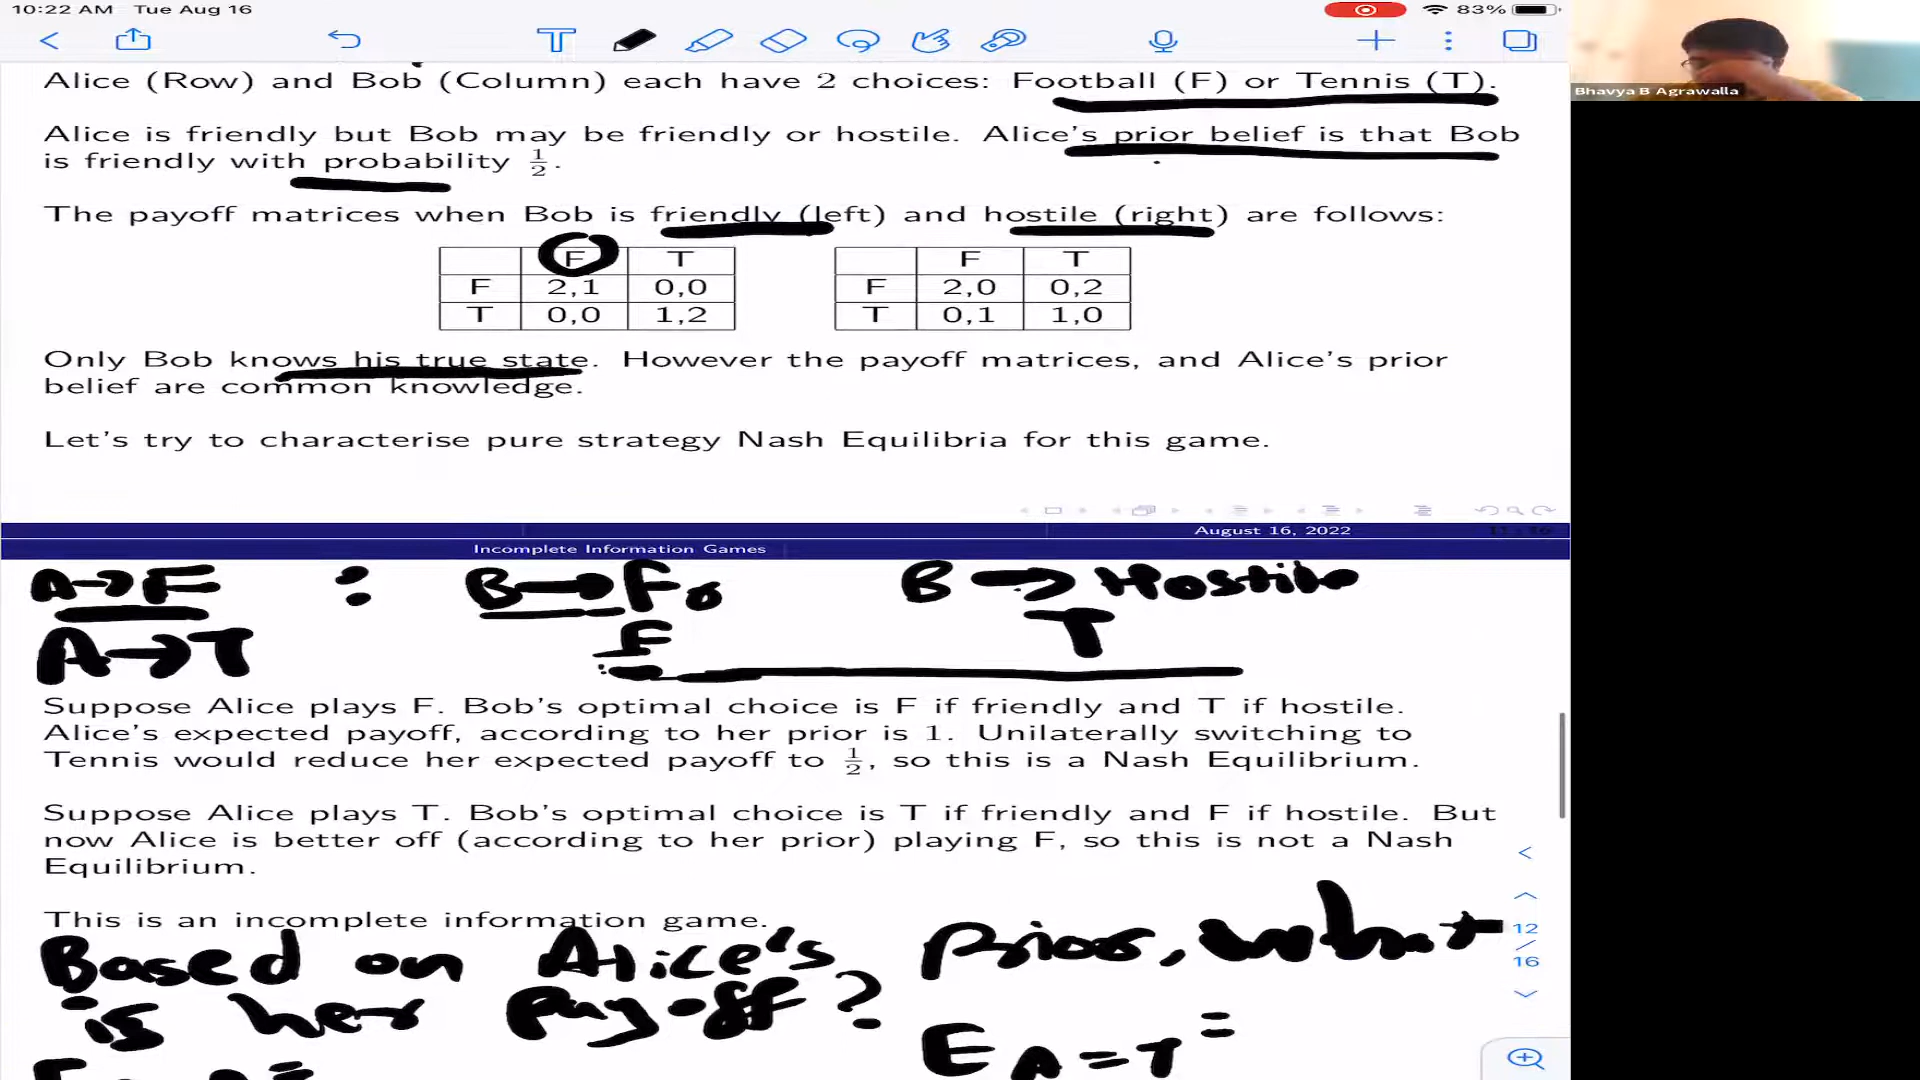 10:22 AM Tue Aug 16
83%
Bhavya B Agrawalla
Alice (Row) and Bob (Column) each have 2 choices: Football (F) or Tennis (T).
Alice is friendly but Bob may be friendly or hostile. Alice's prior belief is that Bob
is friendly with probability 1/2.
The payoff matrices when Bob is friendly (left) and hostile (right) are follows:
F T F T
F 2,1 0,0 F 2,0 0,2
T 0,0 1,2 T 0,1 1,0
Only Bob knows his true state. However the payoff matrices, and Alice's prior
belief are common knowledge.
Let's try to characterise pure strategy Nash Equilibria for this game.
August 16, 2022
Incomplete Information Games
A→F : B→F B→Hostile
A→T F T
Suppose Alice plays F. Bob's optimal choice is F if friendly and T if hostile.
Alice's expected payoff, according to her prior is 1. Unilaterally switching to
Tennis would reduce her expected payoff to 1/2, so this is a Nash Equilibrium.
Suppose Alice plays T. Bob's optimal choice is T if friendly and F if hostile. But
now Alice is better off (according to her prior) playing F, so this is not a Nash
Equilibrium.
This is an incomplete information game.
Based on Alice's prior, what
is her pay-off?
E A=T =
12
/
16